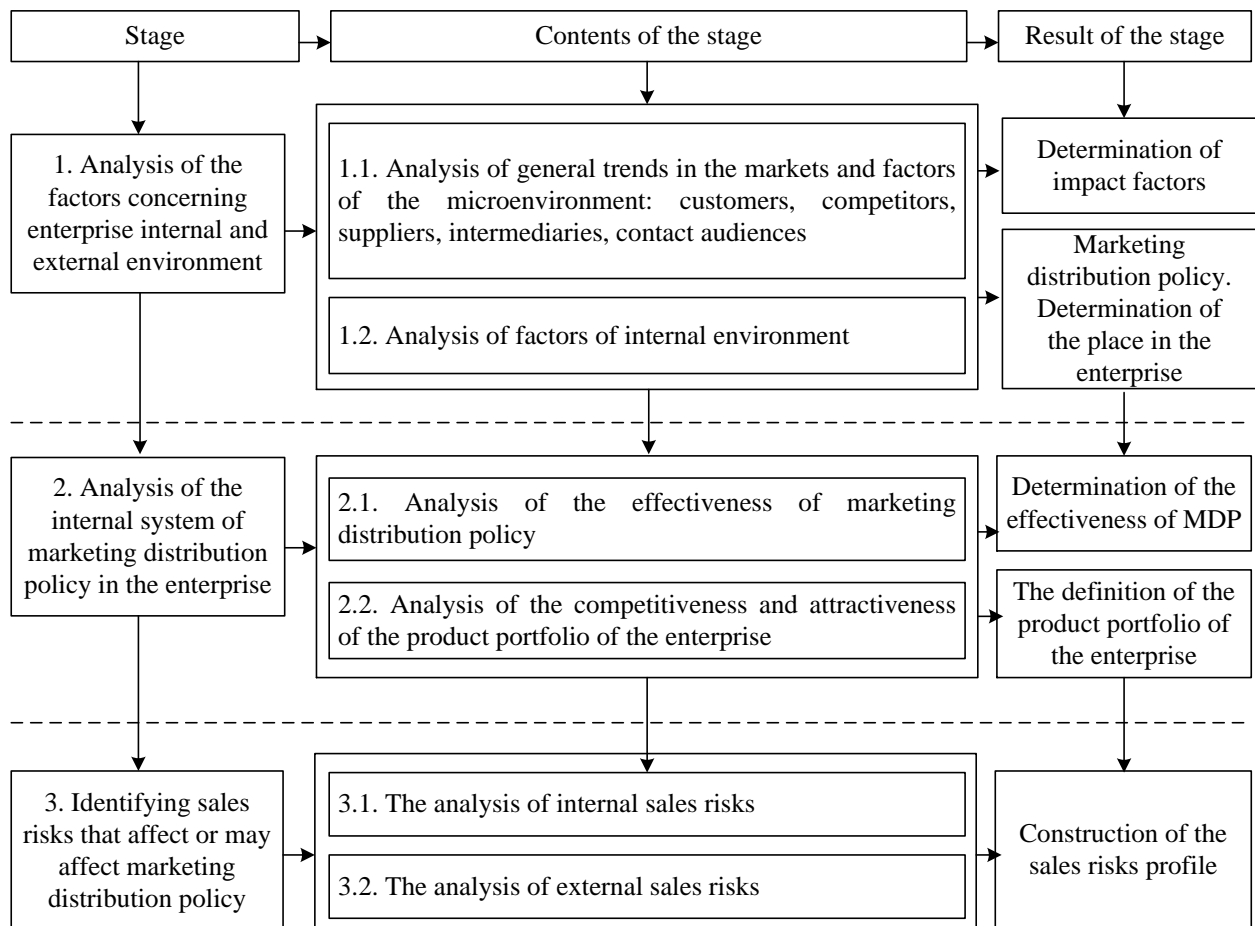 Stage
Contents of the stage
Result of the stage
1. Analysis of the
factors concerning
enterprise internal and
external environment
1.1. Analysis of general trends in the markets and factors
of the microenvironment: customers, competitors,
suppliers, intermediaries, contact audiences
1.2. Analysis of factors of internal environment
Determination of
impact factors
Marketing
distribution policy.
Determination of
the place in the
enterprise
2. Analysis of the
internal system of
marketing distribution
policy in the enterprise
2.1. Analysis of the effectiveness of marketing
distribution policy
2.2. Analysis of the competitiveness and attractiveness
of the product portfolio of the enterprise
Determination of the
effectiveness of MDP
The definition of the
product portfolio of
the enterprise
3. Identifying sales
risks that affect or may
affect marketing
distribution policy
3.1. The analysis of internal sales risks
3.2. The analysis of external sales risks
Construction of the
sales risks profile